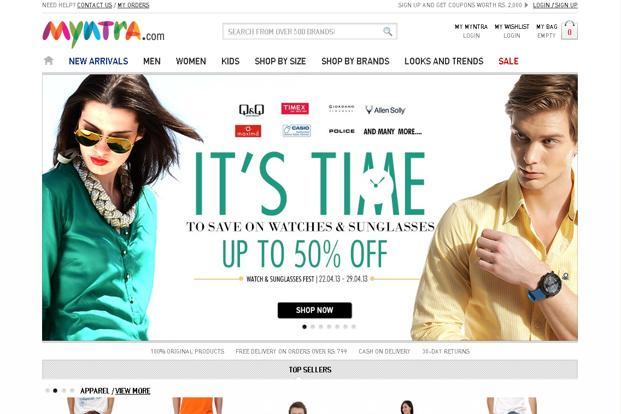 NEED HELP? CONTACT US / MY ORDERS
SIGN UP AND GET COUPONS WORTH RS. 2,000 LOGIN / SIGN UP
myntra.com
SEARCH FROM OVER 500 BRANDS!
MY MYNTRA LOGIN
MY WISHLIST LOGIN
MY BAG EMPTY
0
NEW ARRIVALS MEN WOMEN KIDS SHOP BY SIZE SHOP BY BRANDS LOOKS AND TRENDS SALE
Q&Q TIMEX GIORDANO Allen Solly
maxima CASIO POLICE AND MANY MORE....
IT'S TIME
TO SAVE ON WATCHES & SUNGLASSES
UP TO 50% OFF
WATCH & SUNGLASSES FEST | 22.04.13 - 29.04.13
SHOP NOW
100% ORIGINAL PRODUCTS FREE DELIVERY ON ORDERS OVER RS. 799 CASH ON DELIVERY 30-DAY RETURNS
TOP SELLERS
APPAREL / VIEW MORE